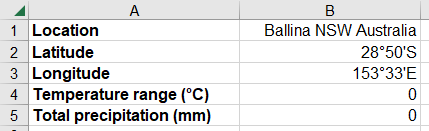 A B
1 Location Ballina NSW Australia
2 Latitude 28°50'S
3 Longitude 153°33'E
4 Temperature range (°C) 0
5 Total precipitation (mm) 0